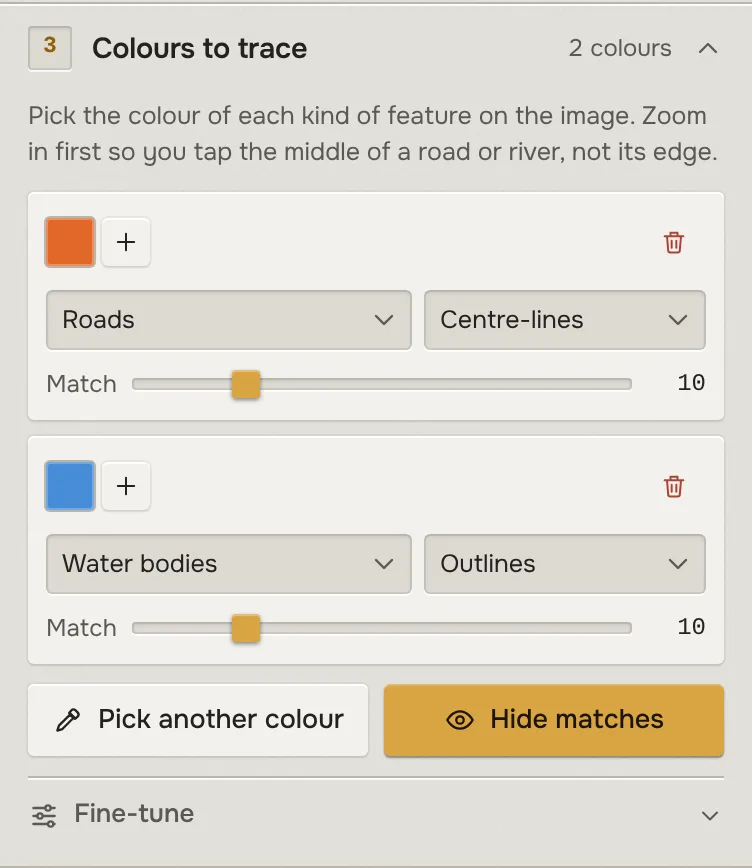 3
Colours to trace
2 colours
Pick the colour of each kind of feature on the image. Zoom
in first so you tap the middle of a road or river, not its edge.
Roads
Centre-lines
Match
10
Water bodies
Outlines
Match
10
Pick another colour
Hide matches
Fine-tune